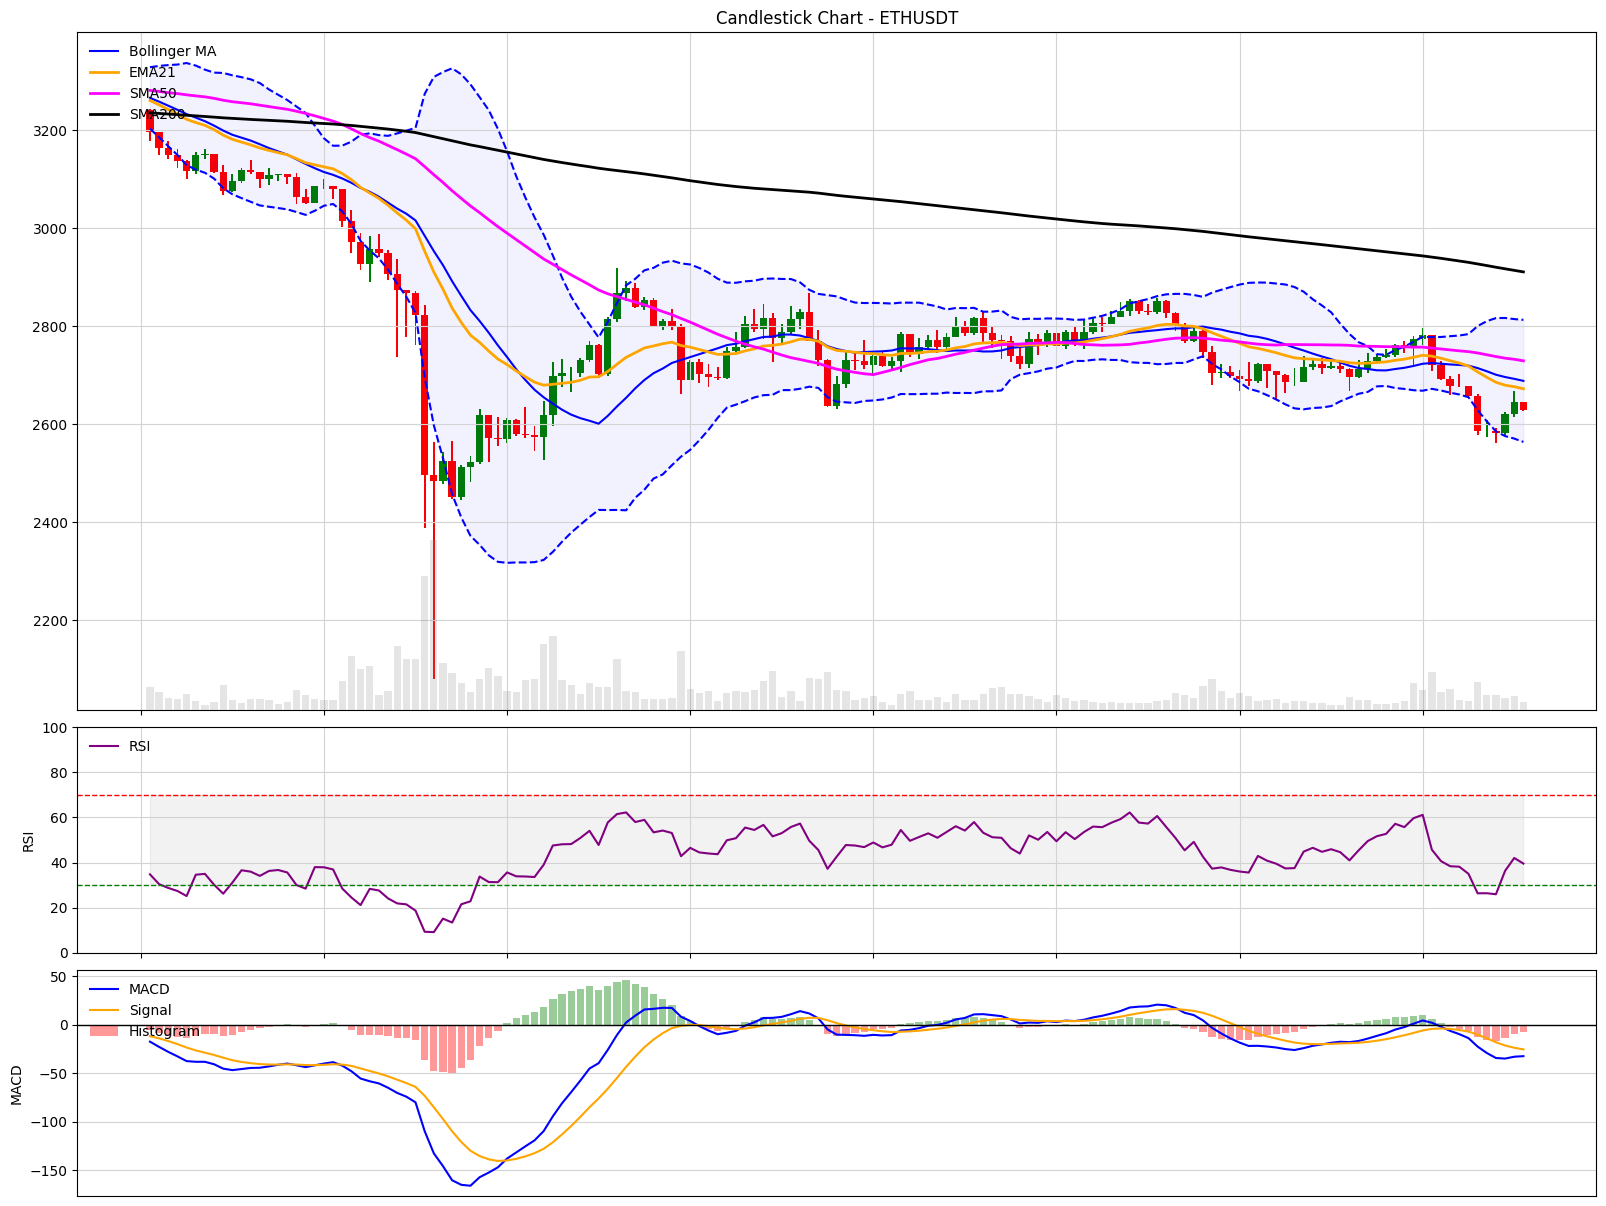 Candlestick Chart - ETHUSDT
Bollinger MA
EMA21
SMA50
SMA200
3200
3000
2800
2600
2400
2200
100
80
60
40
20
0
RSI
RSI
50
0
−50
−100
−150
MACD
MACD
Signal
Histogram